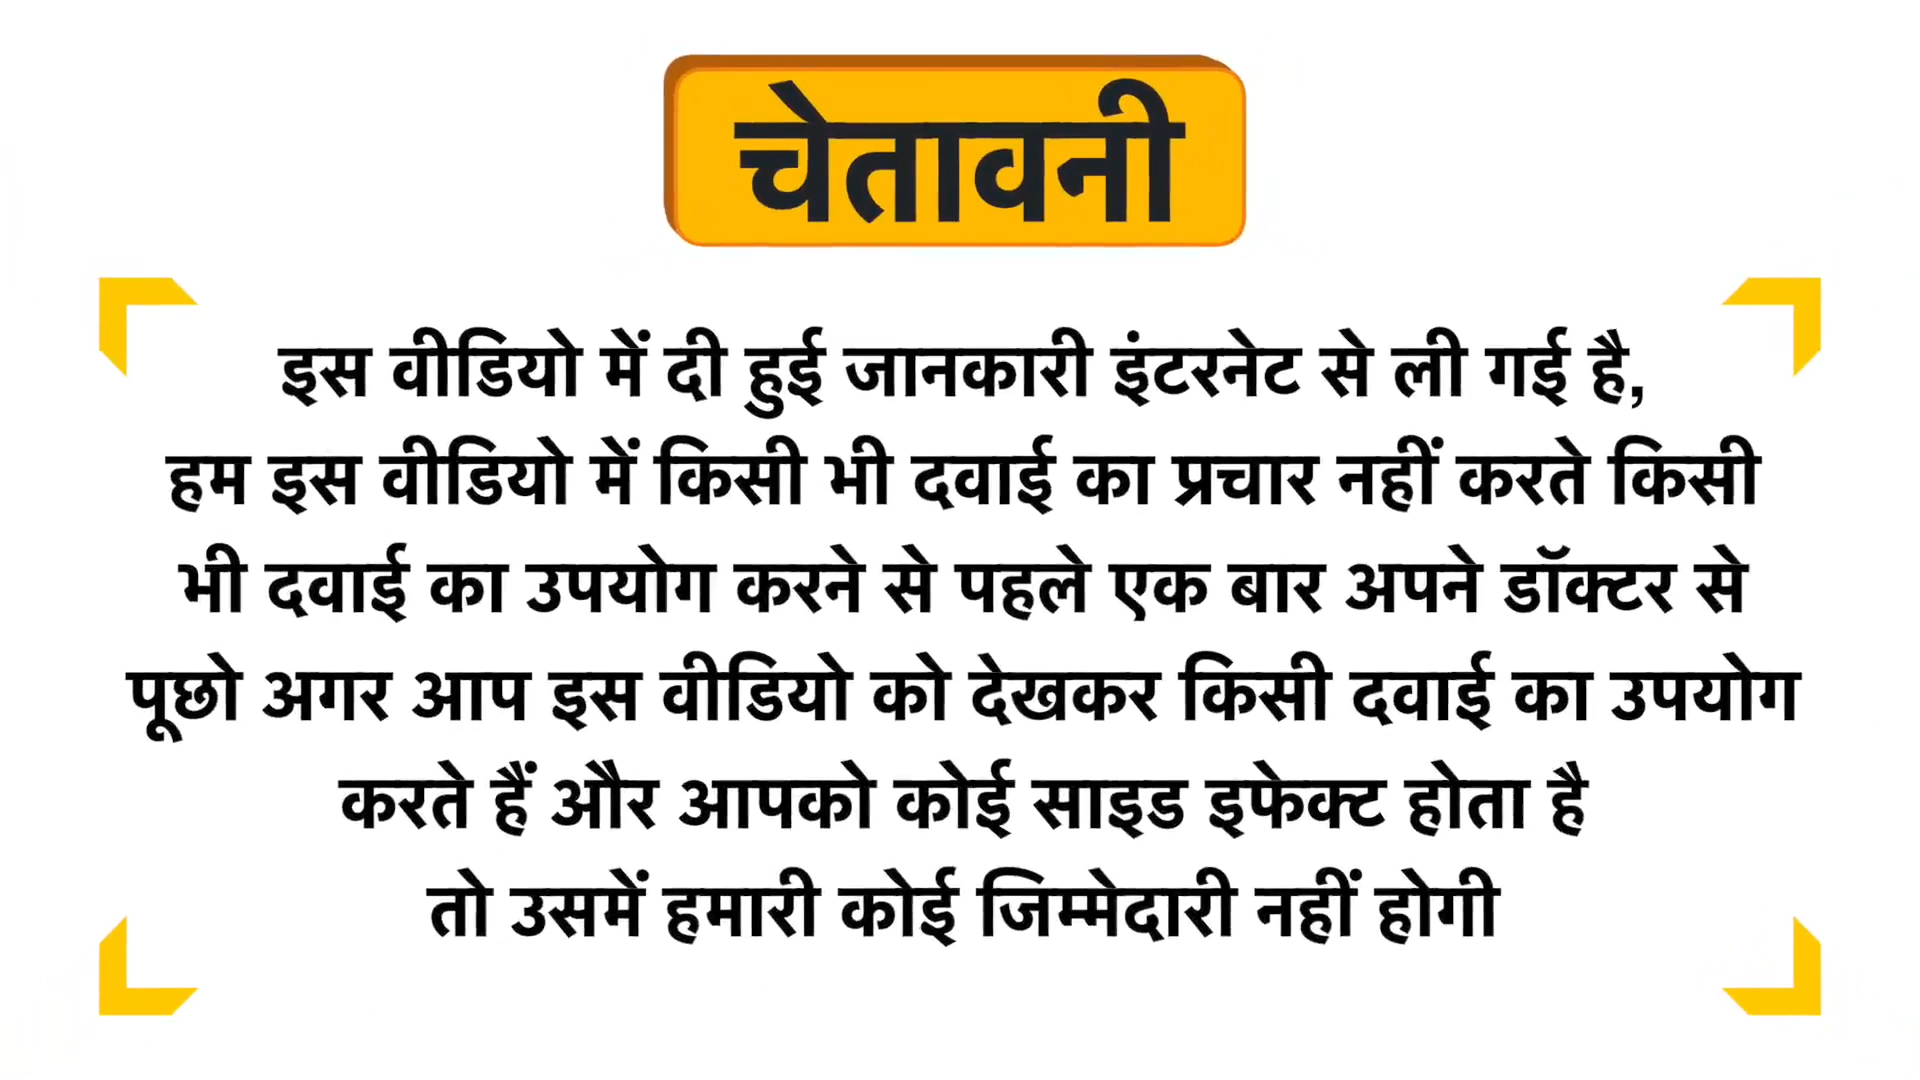 चेतावनी
इस वीडियो में दी हुई जानकारी इंटरनेट से ली गई है,
हम इस वीडियो में किसी भी दवाई का प्रचार नहीं करते किसी
भी दवाई का उपयोग करने से पहले एक बार अपने डॉक्टर से
पूछो अगर आप इस वीडियो को देखकर किसी दवाई का उपयोग
करते हैं और आपको कोई साइड इफेक्ट होता है
तो उसमें हमारी कोई जिम्मेदारी नहीं होगी